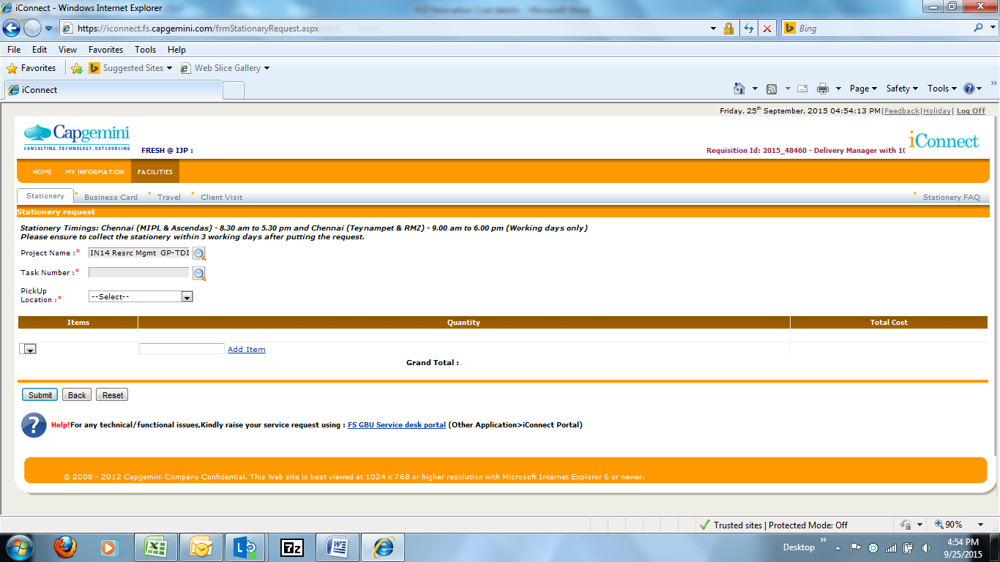 iConnect - Windows Internet Explorer
https://iconnect.fs.capgemini.com/frmStationaryRequest.aspx
Bing
File Edit View Favorites Tools Help
Favorites Suggested Sites Web Slice Gallery
iConnect
Page Safety Tools
Friday, 25th September, 2015 04:54:13 PM|Feedback|Holiday| Log Off
Capgemini
CONSULTING.TECHNOLOGY.OUTSOURCING
FRESH @ IJP :
Requisition Id: 2015_48460 - Delivery Manager with 10
iConnect
HOME MY INFORMATION FACILITIES
Stationery Business Card Travel Client Visit Stationery FAQ
Stationery request
Stationery Timings: Chennai (MIPL & Ascendas) - 8.30 am to 5.30 pm and Chennai (Teynampet & RMZ) - 9.00 am to 6.00 pm (Working days only)
Please ensure to collect the stationery within 3 working days after putting the request.
Project Name :* IN14 Resrc Mgmt GP-TDI
Task Number :*
PickUp
Location :* --Select--
Items Quantity Total Cost
Add Item
Grand Total :
Submit Back Reset
Help!For any technical/functional issues,Kindly raise your service request using : FS GBU Service desk portal (Other Application>iConnect Portal)
© 2008 - 2012 Capgemini Company Confidential. This Web site is best viewed at 1024 x 768 or higher resolution with Microsoft Internet Explorer 6 or newer.
Trusted sites | Protected Mode: Off 90%
Desktop
4:54 PM
9/25/2015